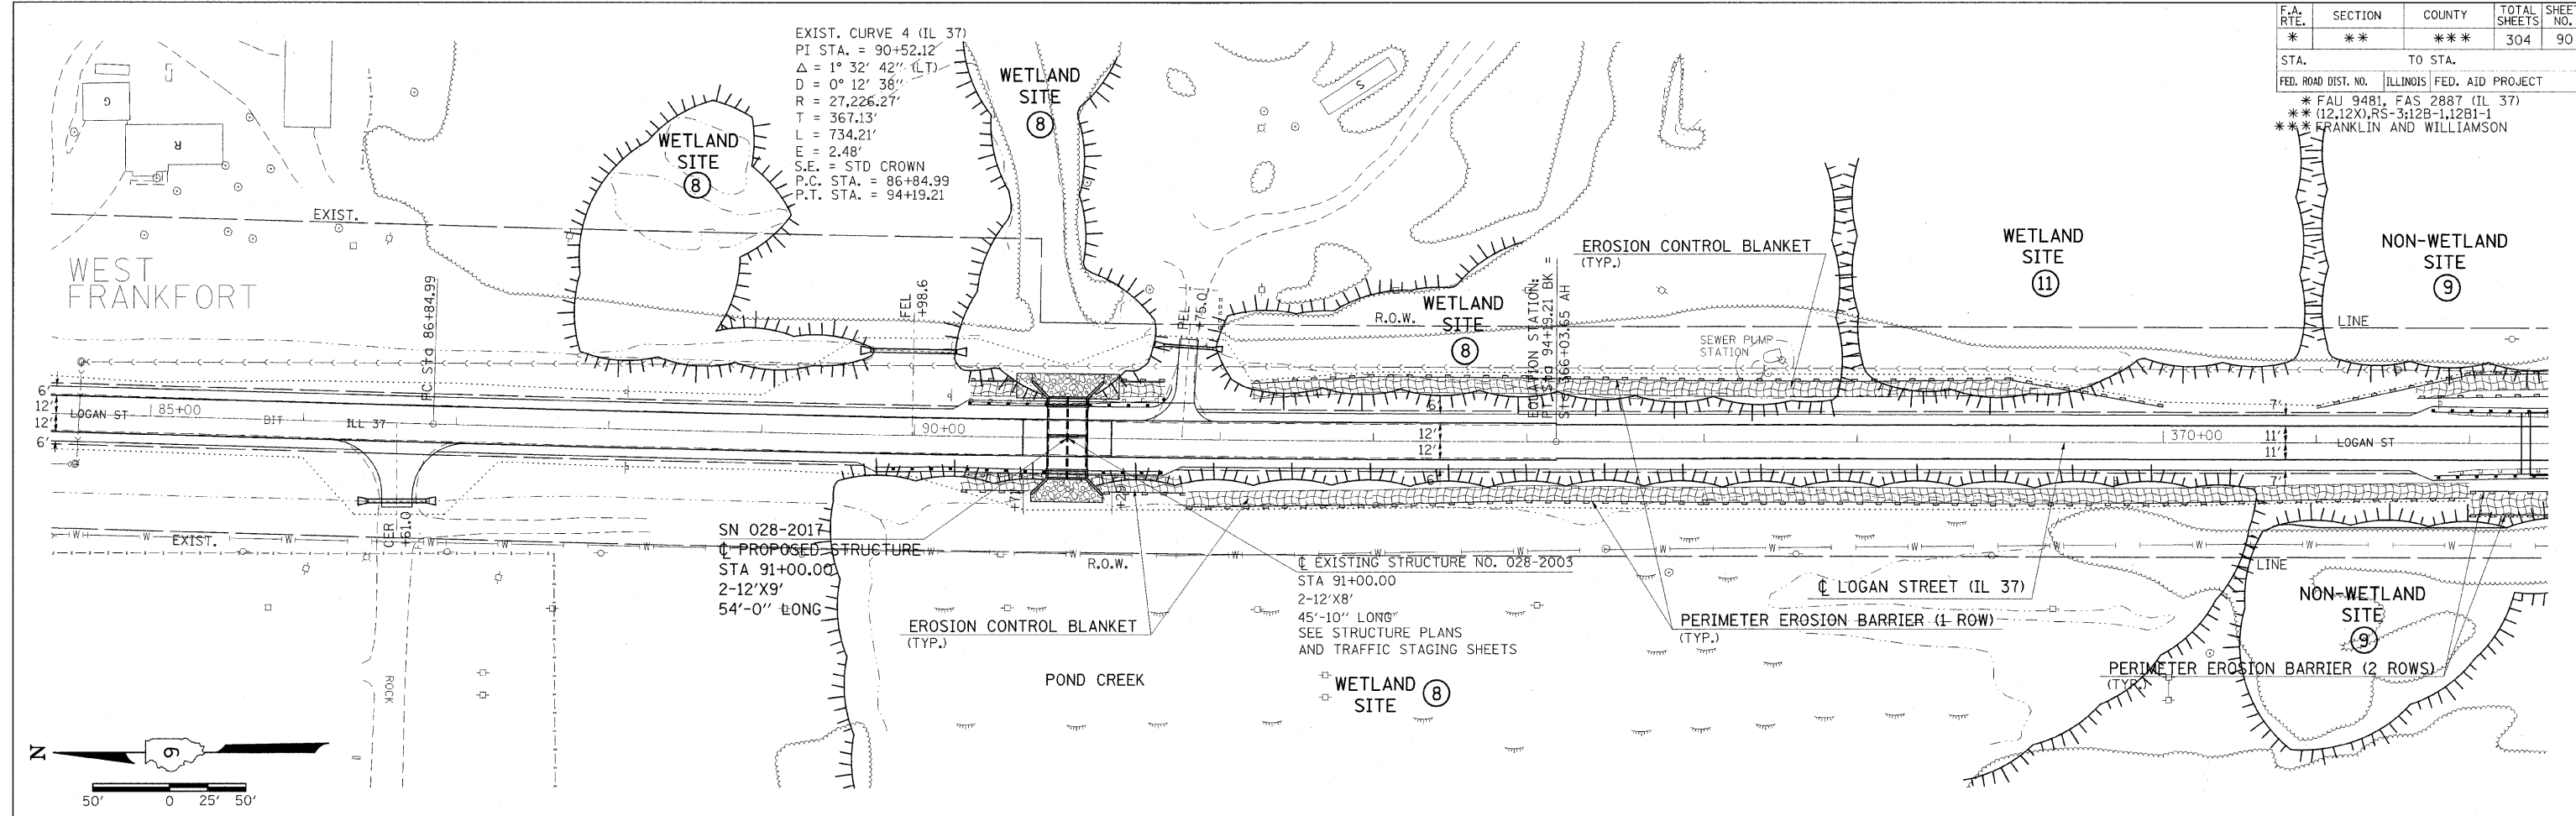 F.A. RTE. SECTION COUNTY TOTAL SHEETS SHEET NO.
* ** *** 304 90
STA. TO STA.
FED. ROAD DIST. NO. ILLINOIS FED. AID PROJECT
* FAU 9481, FAS 2887 (IL 37)
** (12,12X),RS-3;12B-1,12B1-1
*** FRANKLIN AND WILLIAMSON
EXIST. CURVE 4 (IL 37)
PI STA. = 90+52.12
Δ = 1° 32' 42" (LT)
D = 0° 12' 38"
R = 27,226.27'
T = 367.13'
L = 734.21'
E = 2.48'
S.E. = STD CROWN
P.C. STA. = 86+84.99
P.T. STA. = 94+19.21
WETLAND
SITE
8
WETLAND
SITE
8
G
R
S
EXIST.
WEST
FRANKFORT
PC Sta 86+84.99
FEL
+98.6
PEL
+75.0
EROSION CONTROL BLANKET
(TYP.)
WETLAND
SITE
8
R.O.W.
EQUATION STATION:
PT Sta 94+19.21 BK =
Sta 366+03.65 AH
SEWER PUMP
STATION
WETLAND
SITE
11
NON-WETLAND
SITE
9
LINE
6'
12'
12'
6'
LOGAN ST
85+00
BIT
ILL 37
90+00
6'
12'
12'
6'
370+00
7'
11'
11'
7'
LOGAN ST
CER
+61.0
EXIST.
ROCK
SN 028-2017
℄ PROPOSED STRUCTURE
STA 91+00.00
2-12'X9'
54'-0" LONG
R.O.W.
EROSION CONTROL BLANKET
(TYP.)
POND CREEK
℄ EXISTING STRUCTURE NO. 028-2003
STA 91+00.00
2-12'X8'
45'-10" LONG
SEE STRUCTURE PLANS
AND TRAFFIC STAGING SHEETS
WETLAND
SITE
8
℄ LOGAN STREET (IL 37)
PERIMETER EROSION BARRIER (1 ROW)
(TYP.)
LINE
NON-WETLAND
SITE
9
PERIMETER EROSION BARRIER (2 ROWS)
(TYP.)
N
9
50' 0 25' 50'